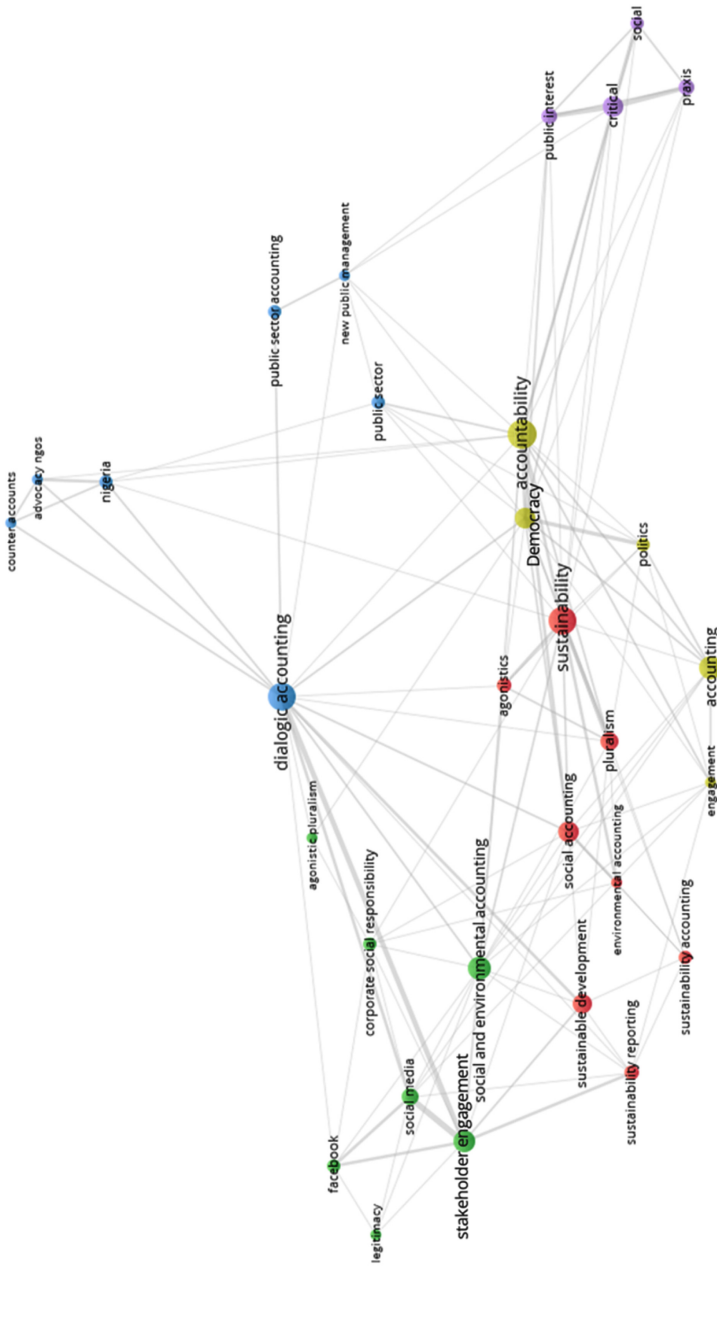 counter accounts
advocacy ngos
nigeria
public sector accounting
dialogic accounting
agonistic pluralism
facebook
new public management
corporate social responsibility
public sector
legitimacy
social media
stakeholder engagement
social and environmental accounting
agonistics
accountability
Democracy
public interest
sustainability
social accounting
sustainable development
pluralism
critical
environmental accounting
sustainability reporting
social
politics
praxis
sustainability accounting
accounting
engagement